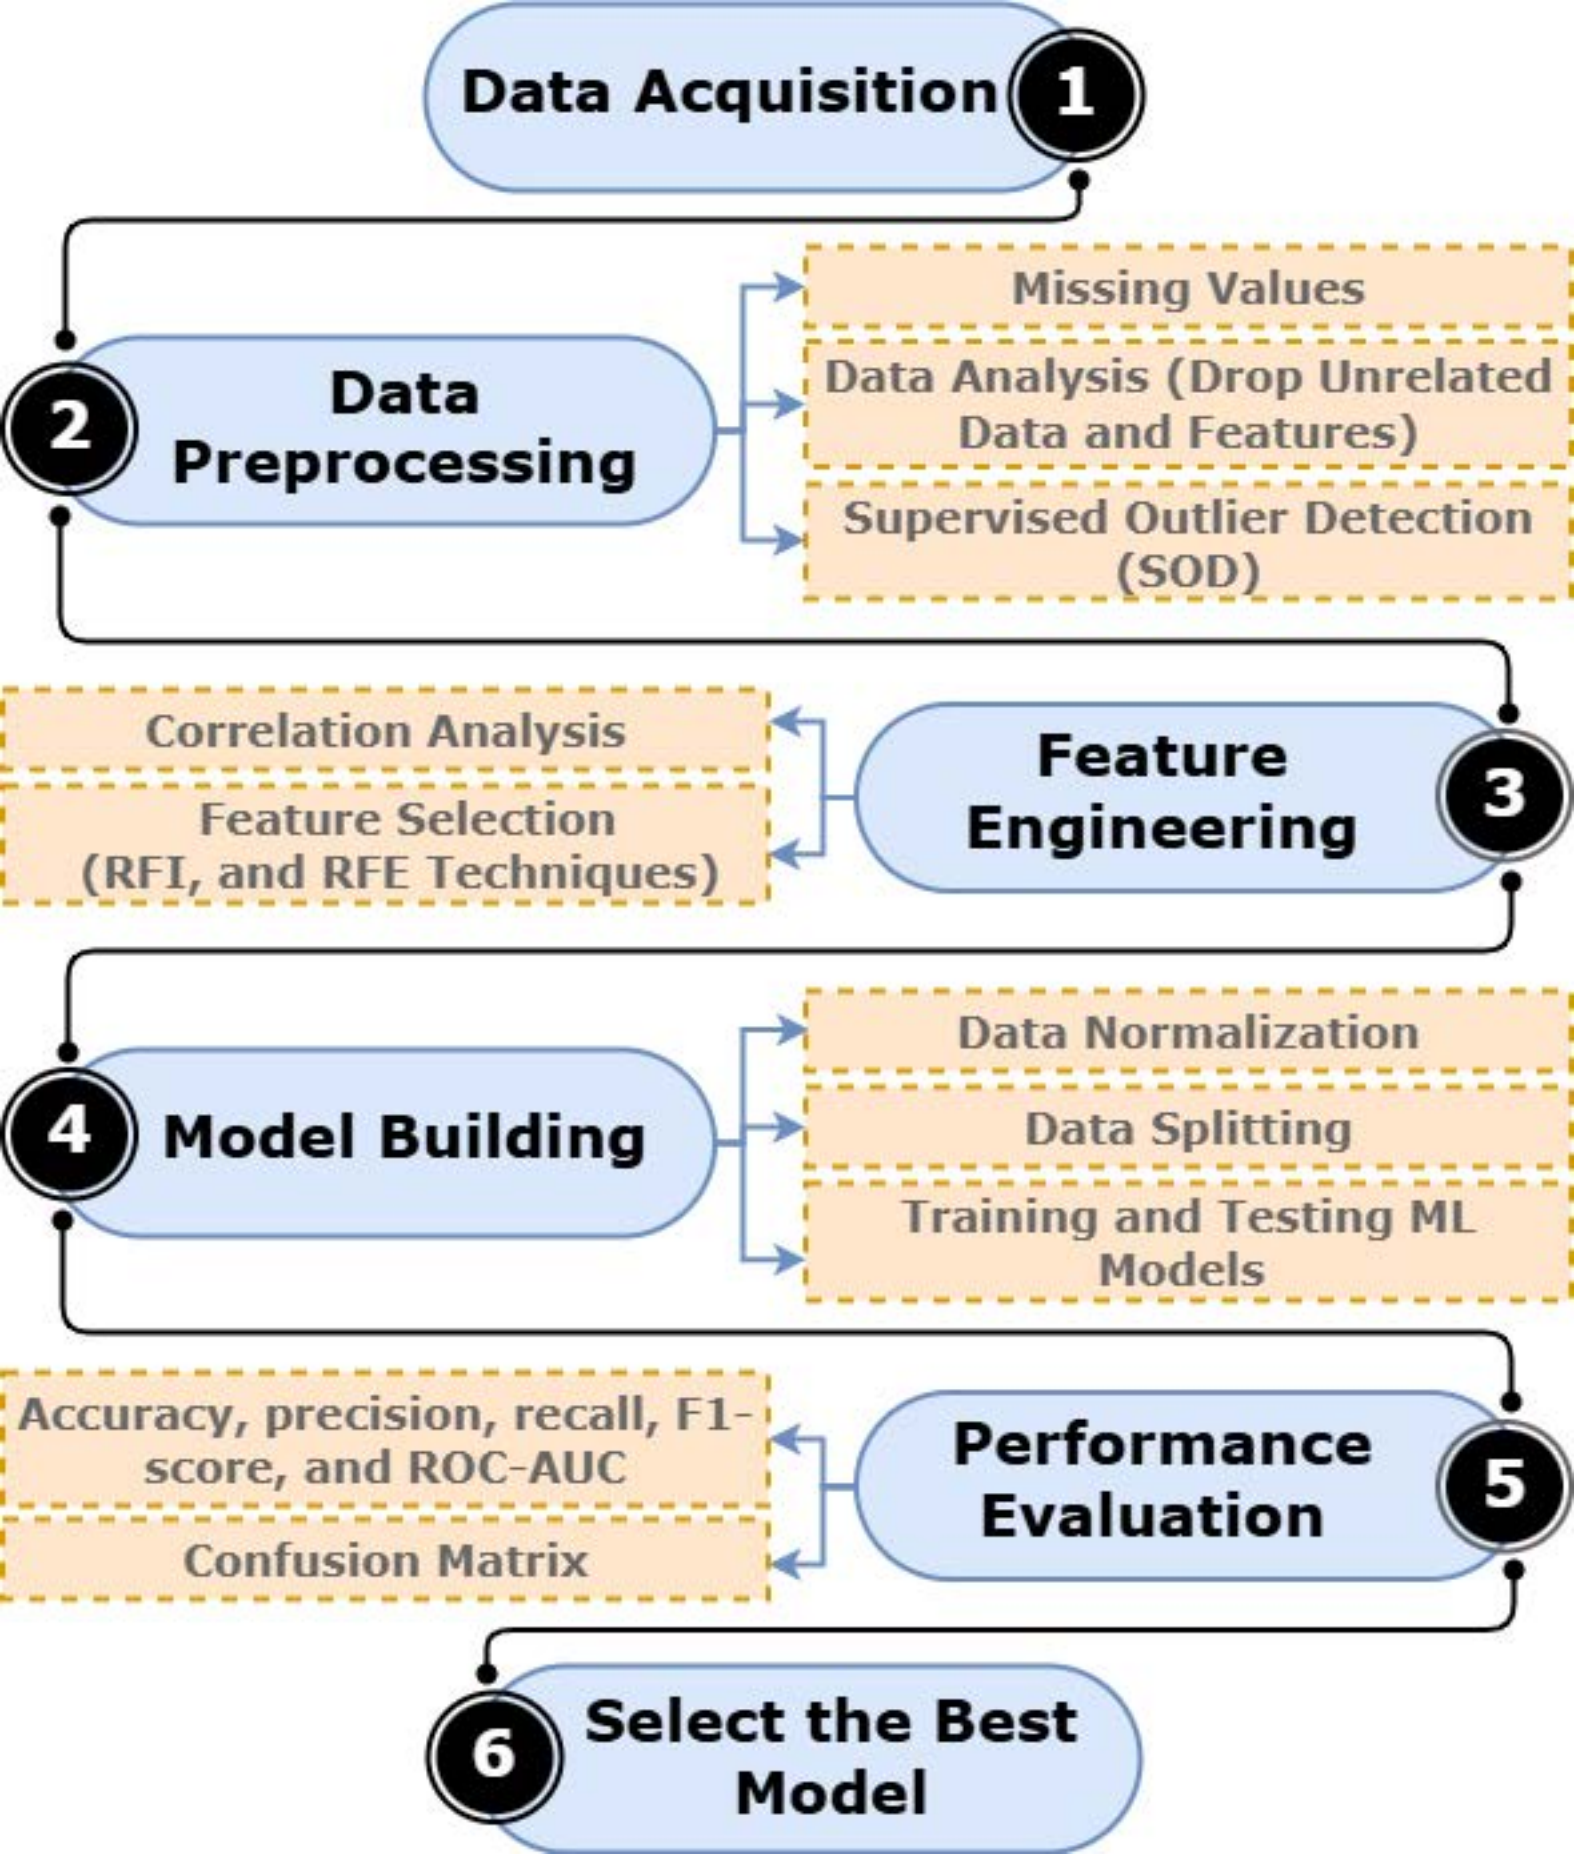 Data Acquisition
1
Missing Values
Data Analysis (Drop Unrelated
Data and Features)
Supervised Outlier Detection
(SOD)
2
Data
Preprocessing
Correlation Analysis
Feature Selection
(RFI, and RFE Techniques)
Feature
Engineering
3
Data Normalization
Data Splitting
Training and Testing ML
Models
4
Model Building
Accuracy, precision, recall, F1-
score, and ROC-AUC
Confusion Matrix
Performance
Evaluation
5
6
Select the Best
Model